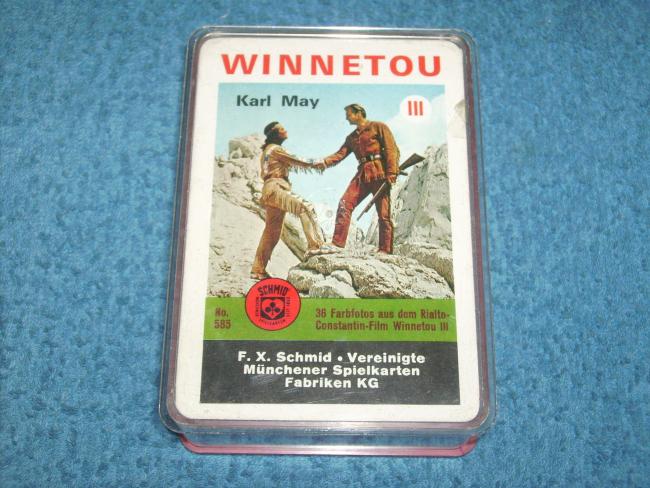 WINNETOU
Karl May
III
SCHMID
No.
585
36 Farbfotos aus dem Rialto-
Constantin-Film Winnetou III
F. X. Schmid • Vereinigte
Münchener Spielkarten
Fabriken KG